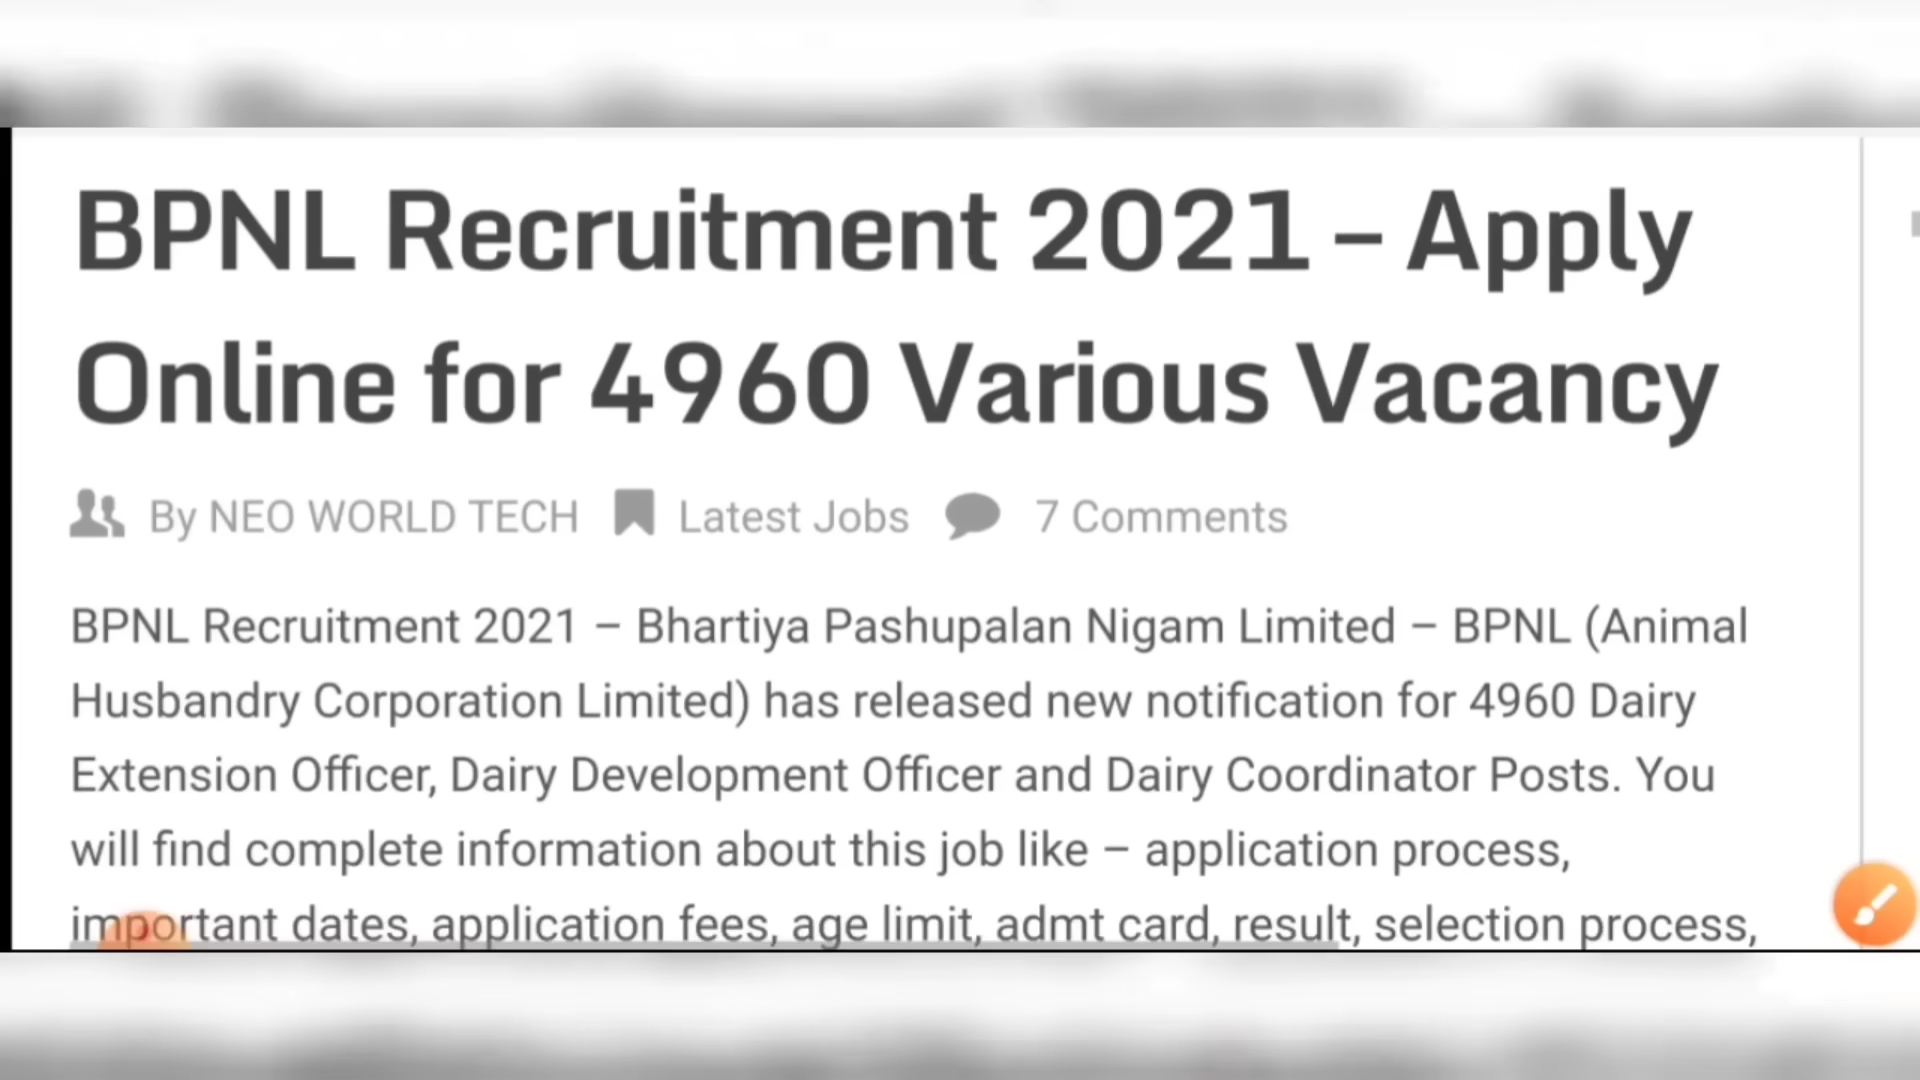 BPNL Recruitment 2021 – Apply
Online for 4960 Various Vacancy
By NEO WORLD TECH Latest Jobs 7 Comments
BPNL Recruitment 2021 – Bhartiya Pashupalan Nigam Limited – BPNL (Animal
Husbandry Corporation Limited) has released new notification for 4960 Dairy
Extension Officer, Dairy Development Officer and Dairy Coordinator Posts. You
will find complete information about this job like – application process,
important dates, application fees, age limit, admt card, result, selection process,